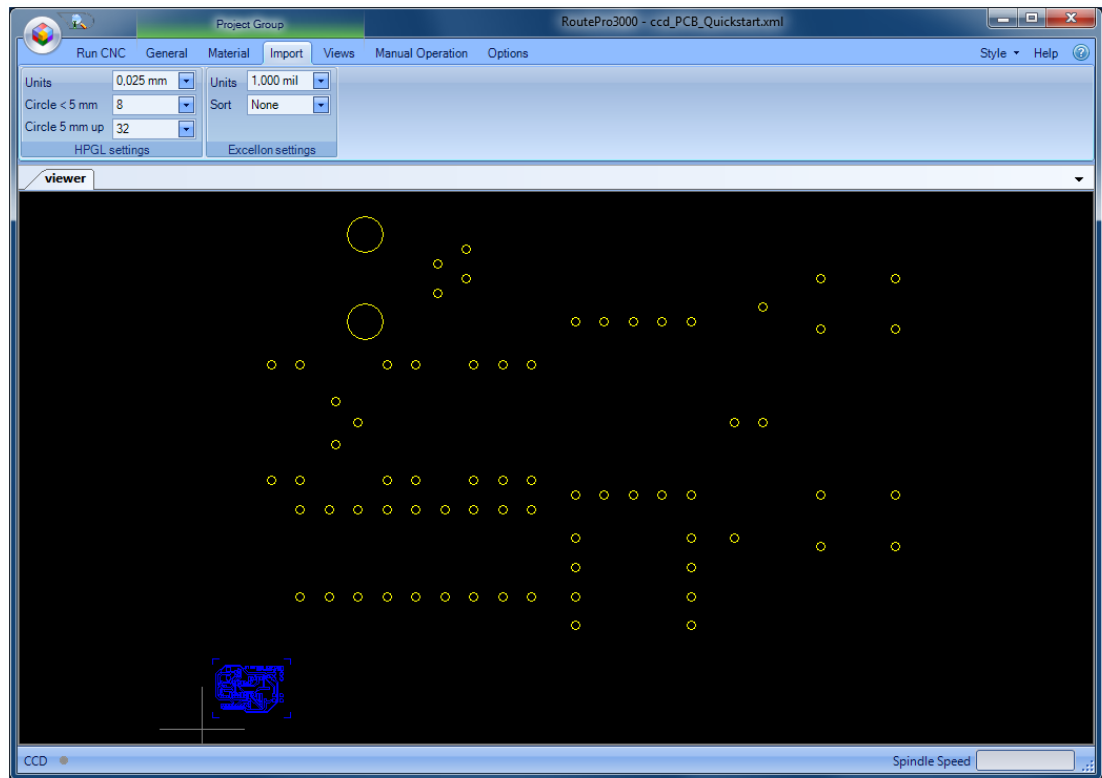 Project Group
RoutePro3000 - ccd_PCB_Quickstart.xml
Run CNC General Material Import Views Manual Operation Options Style Help
Units 0,025 mm Units 1,000 mil
Circle < 5 mm 8 Sort None
Circle 5 mm up 32
HPGL settings Excellon settings
viewer
CCD Spindle Speed